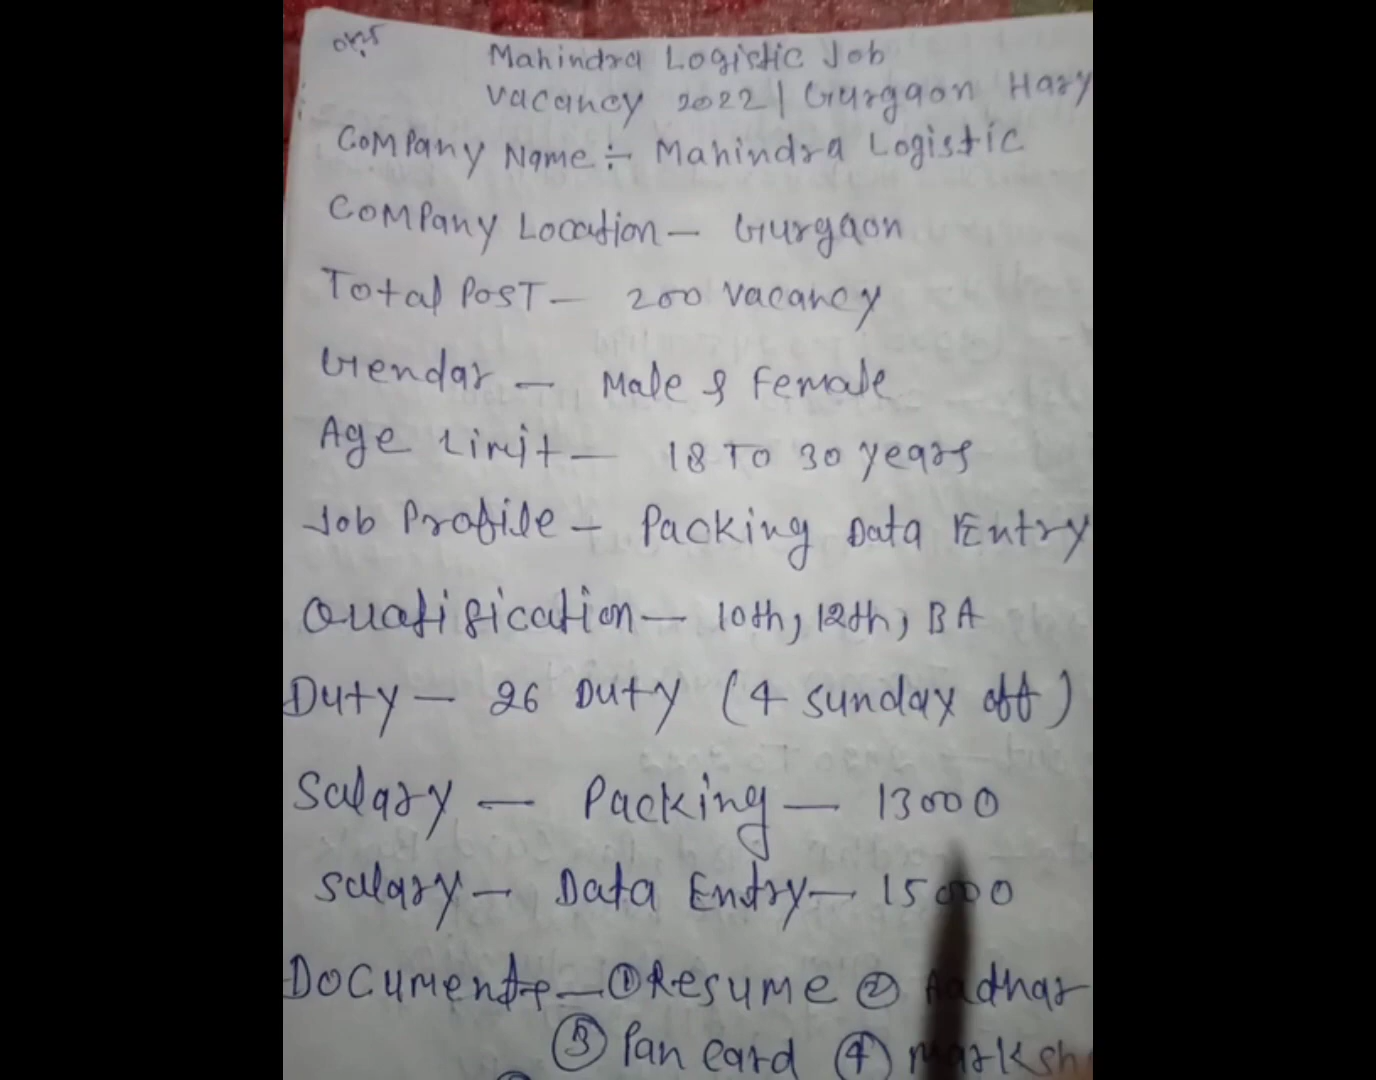 Mahindra Logistic Job
Vacancy 2022 | Gurgaon Hary
Company Name ÷ Mahindra Logistic
Company Location — Gurgaon
Total Post — 200 Vacancy
Gendar — Male & Female
Age Limit — 18 To 30 years
Job Profile — Packing Data Entry
Qualification — 10th, 12th, BA
Duty — 26 Duty (4 Sunday off)
Salary — Packing — 13000
Salary — Data Entry — 15000
Documents — ① Resume ② Aadhar
③ Pan Card ④ Marksh